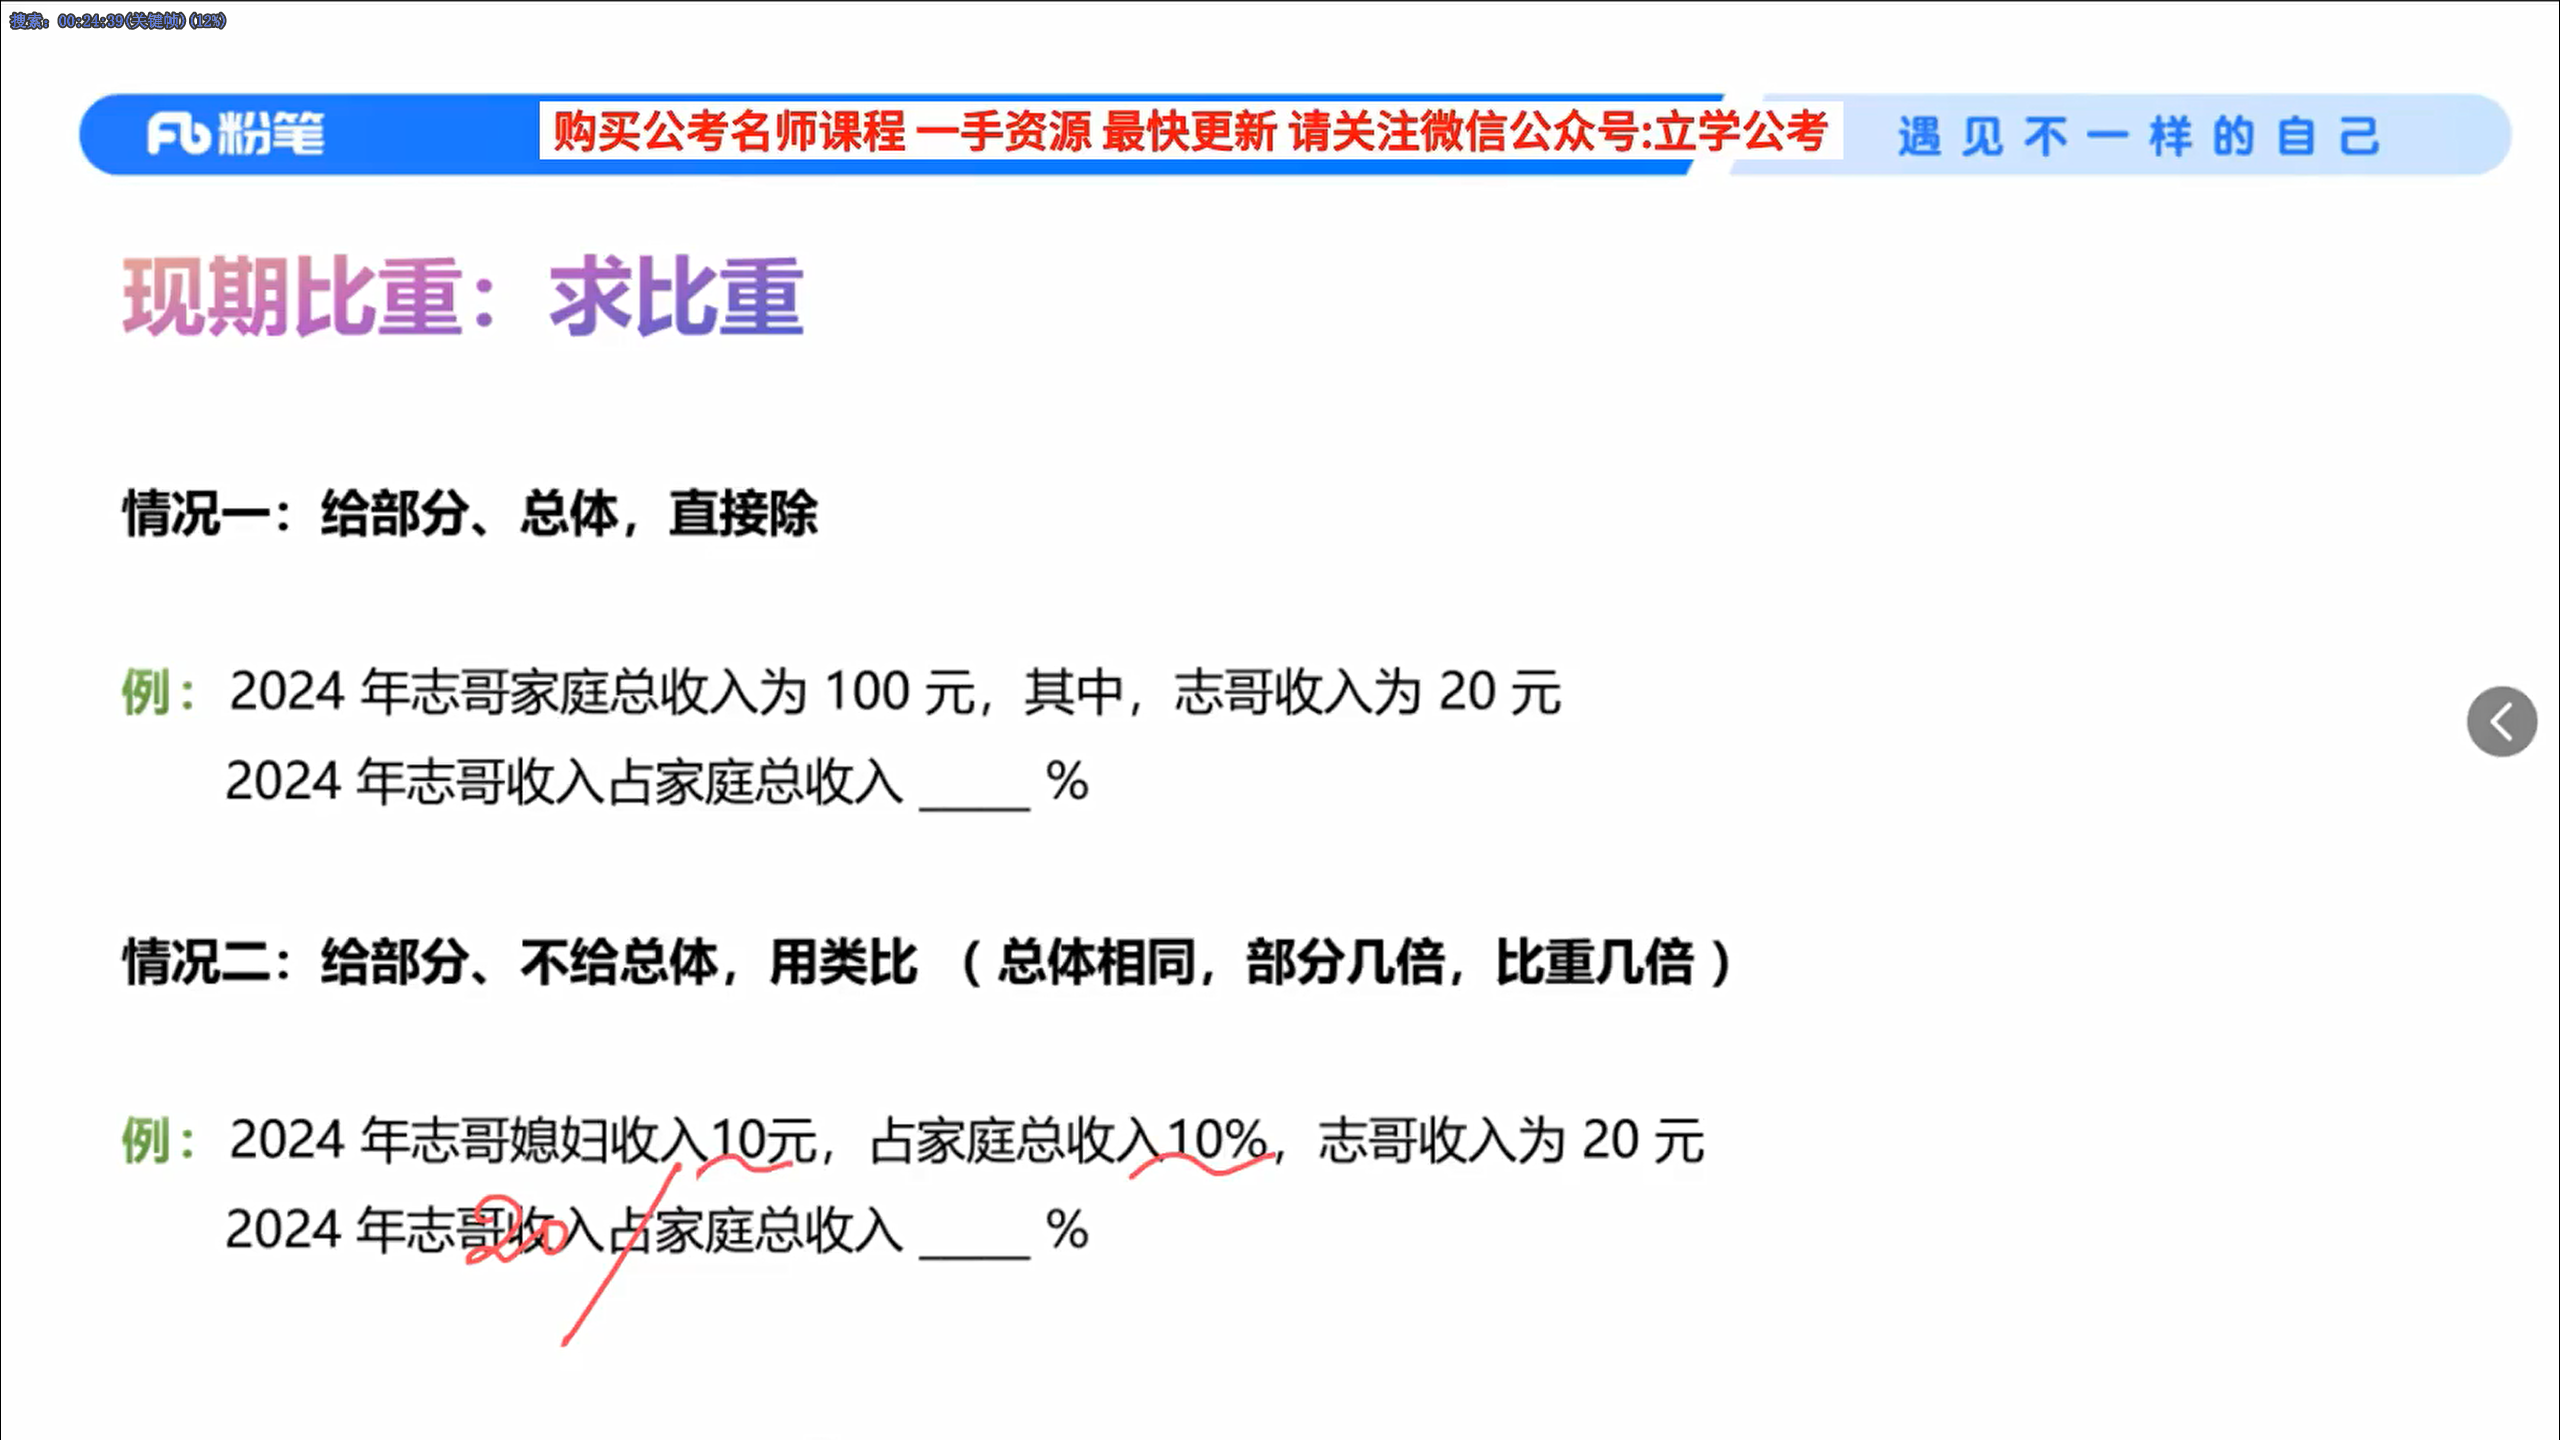 搜索: 00:24:39(关键帧)(12%)
粉笔 购买公考名师课程 一手资源 最快更新 请关注微信公众号:立学公考 遇见不一样的自己
现期比重：求比重
情况一：给部分、总体，直接除
例：2024 年志哥家庭总收入为 100 元，其中，志哥收入为 20 元
2024 年志哥收入占家庭总收入 ____ %
情况二：给部分、不给总体，用类比 （ 总体相同，部分几倍，比重几倍 ）
例：2024 年志哥媳妇收入10元，占家庭总收入10%，志哥收入为 20 元
2024 年志哥收入占家庭总收入 ____ %
20